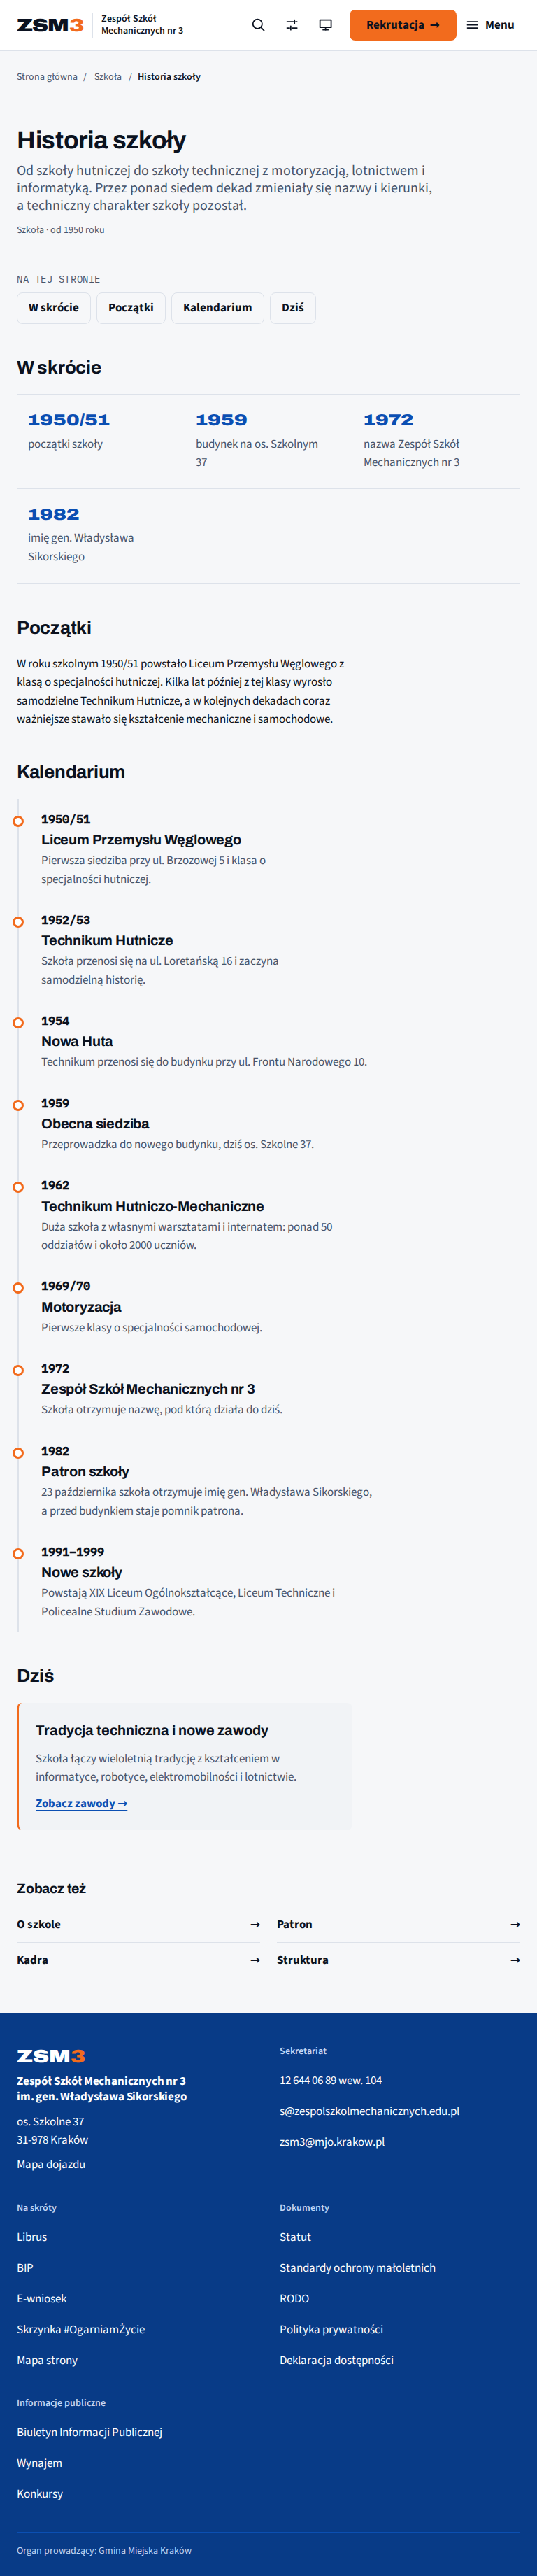 ZSM3
Zespół Szkół
Mechanicznych nr 3
Rekrutacja →
Menu
Strona główna / Szkoła / Historia szkoły
Historia szkoły
Od szkoły hutniczej do szkoły technicznej z motoryzacją, lotnictwem i
informatyką. Przez ponad siedem dekad zmieniały się nazwy i kierunki,
a techniczny charakter szkoły pozostał.
Szkoła · od 1950 roku
NA TEJ STRONIE
W skrócie
Początki
Kalendarium
Dziś
W skrócie
1950/51
początki szkoły
1959
budynek na os. Szkolnym
37
1972
nazwa Zespół Szkół
Mechanicznych nr 3
1982
imię gen. Władysława
Sikorskiego
Początki
W roku szkolnym 1950/51 powstało Liceum Przemysłu Węglowego z
klasą o specjalności hutniczej. Kilka lat później z tej klasy wyrosło
samodzielne Technikum Hutnicze, a w kolejnych dekadach coraz
ważniejsze stawało się kształcenie mechaniczne i samochodowe.
Kalendarium
1950/51
Liceum Przemysłu Węglowego
Pierwsza siedziba przy ul. Brzozowej 5 i klasa o
specjalności hutniczej.
1952/53
Technikum Hutnicze
Szkoła przenosi się na ul. Loretańską 16 i zaczyna
samodzielną historię.
1954
Nowa Huta
Technikum przenosi się do budynku przy ul. Frontu Narodowego 10.
1959
Obecna siedziba
Przeprowadzka do nowego budynku, dziś os. Szkolne 37.
1962
Technikum Hutniczo-Mechaniczne
Duża szkoła z własnymi warsztatami i internatem: ponad 50
oddziałów i około 2000 uczniów.
1969/70
Motoryzacja
Pierwsze klasy o specjalności samochodowej.
1972
Zespół Szkół Mechanicznych nr 3
Szkoła otrzymuje nazwę, pod którą działa do dziś.
1982
Patron szkoły
23 października szkoła otrzymuje imię gen. Władysława Sikorskiego,
a przed budynkiem staje pomnik patrona.
1991–1999
Nowe szkoły
Powstają XIX Liceum Ogólnokształcące, Liceum Techniczne i
Policealne Studium Zawodowe.
Dziś
Tradycja techniczna i nowe zawody
Szkoła łączy wieloletnią tradycję z kształceniem w
informatyce, robotyce, elektromobilności i lotnictwie.
Zobacz zawody →
Zobacz też
O szkole →
Patron →
Kadra →
Struktura →
ZSM3
Zespół Szkół Mechanicznych nr 3
im. gen. Władysława Sikorskiego
os. Szkolne 37
31-978 Kraków
Mapa dojazdu
Sekretariat
12 644 06 89 wew. 104
s@zespolszkolmechanicznych.edu.pl
zsm3@mjo.krakow.pl
Na skróty
Librus
BIP
E-wniosek
Skrzynka #OgarniamŻycie
Mapa strony
Dokumenty
Statut
Standardy ochrony małoletnich
RODO
Polityka prywatności
Deklaracja dostępności
Informacje publiczne
Biuletyn Informacji Publicznej
Wynajem
Konkursy
Organ prowadzący: Gmina Miejska Kraków